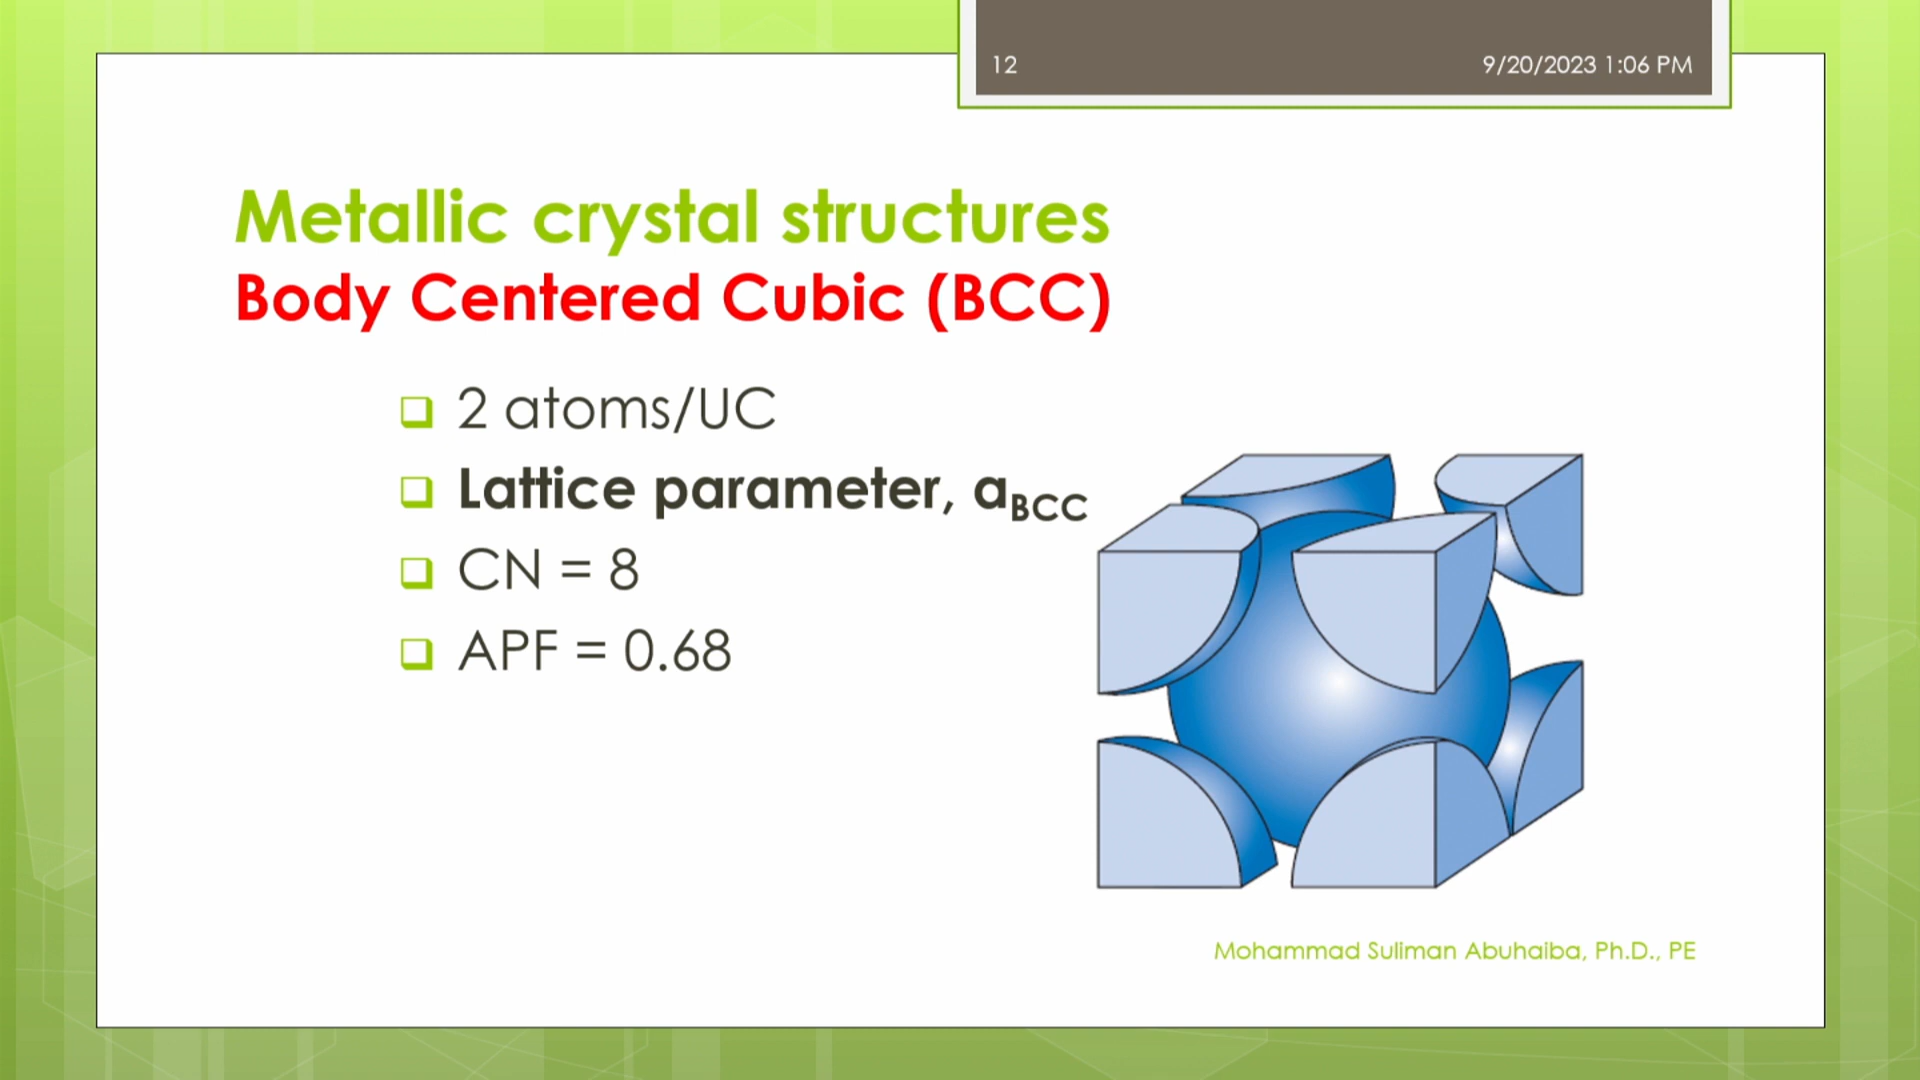 12
9/20/2023 1:06 PM
Metallic crystal structures
Body Centered Cubic (BCC)
❑ 2 atoms/UC
❑ Lattice parameter, aBCC
❑ CN = 8
❑ APF = 0.68
Mohammad Suliman Abuhaiba, Ph.D., PE